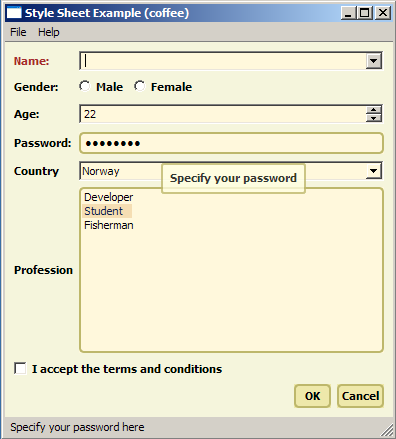 Style Sheet Example (coffee)
File Help
Name:
Gender: Male Female
Age: 22
Password: ●●●●●●●●
Country Norway
Specify your password
Developer
Student
Fisherman
Profession
I accept the terms and conditions
OK Cancel
Specify your password here